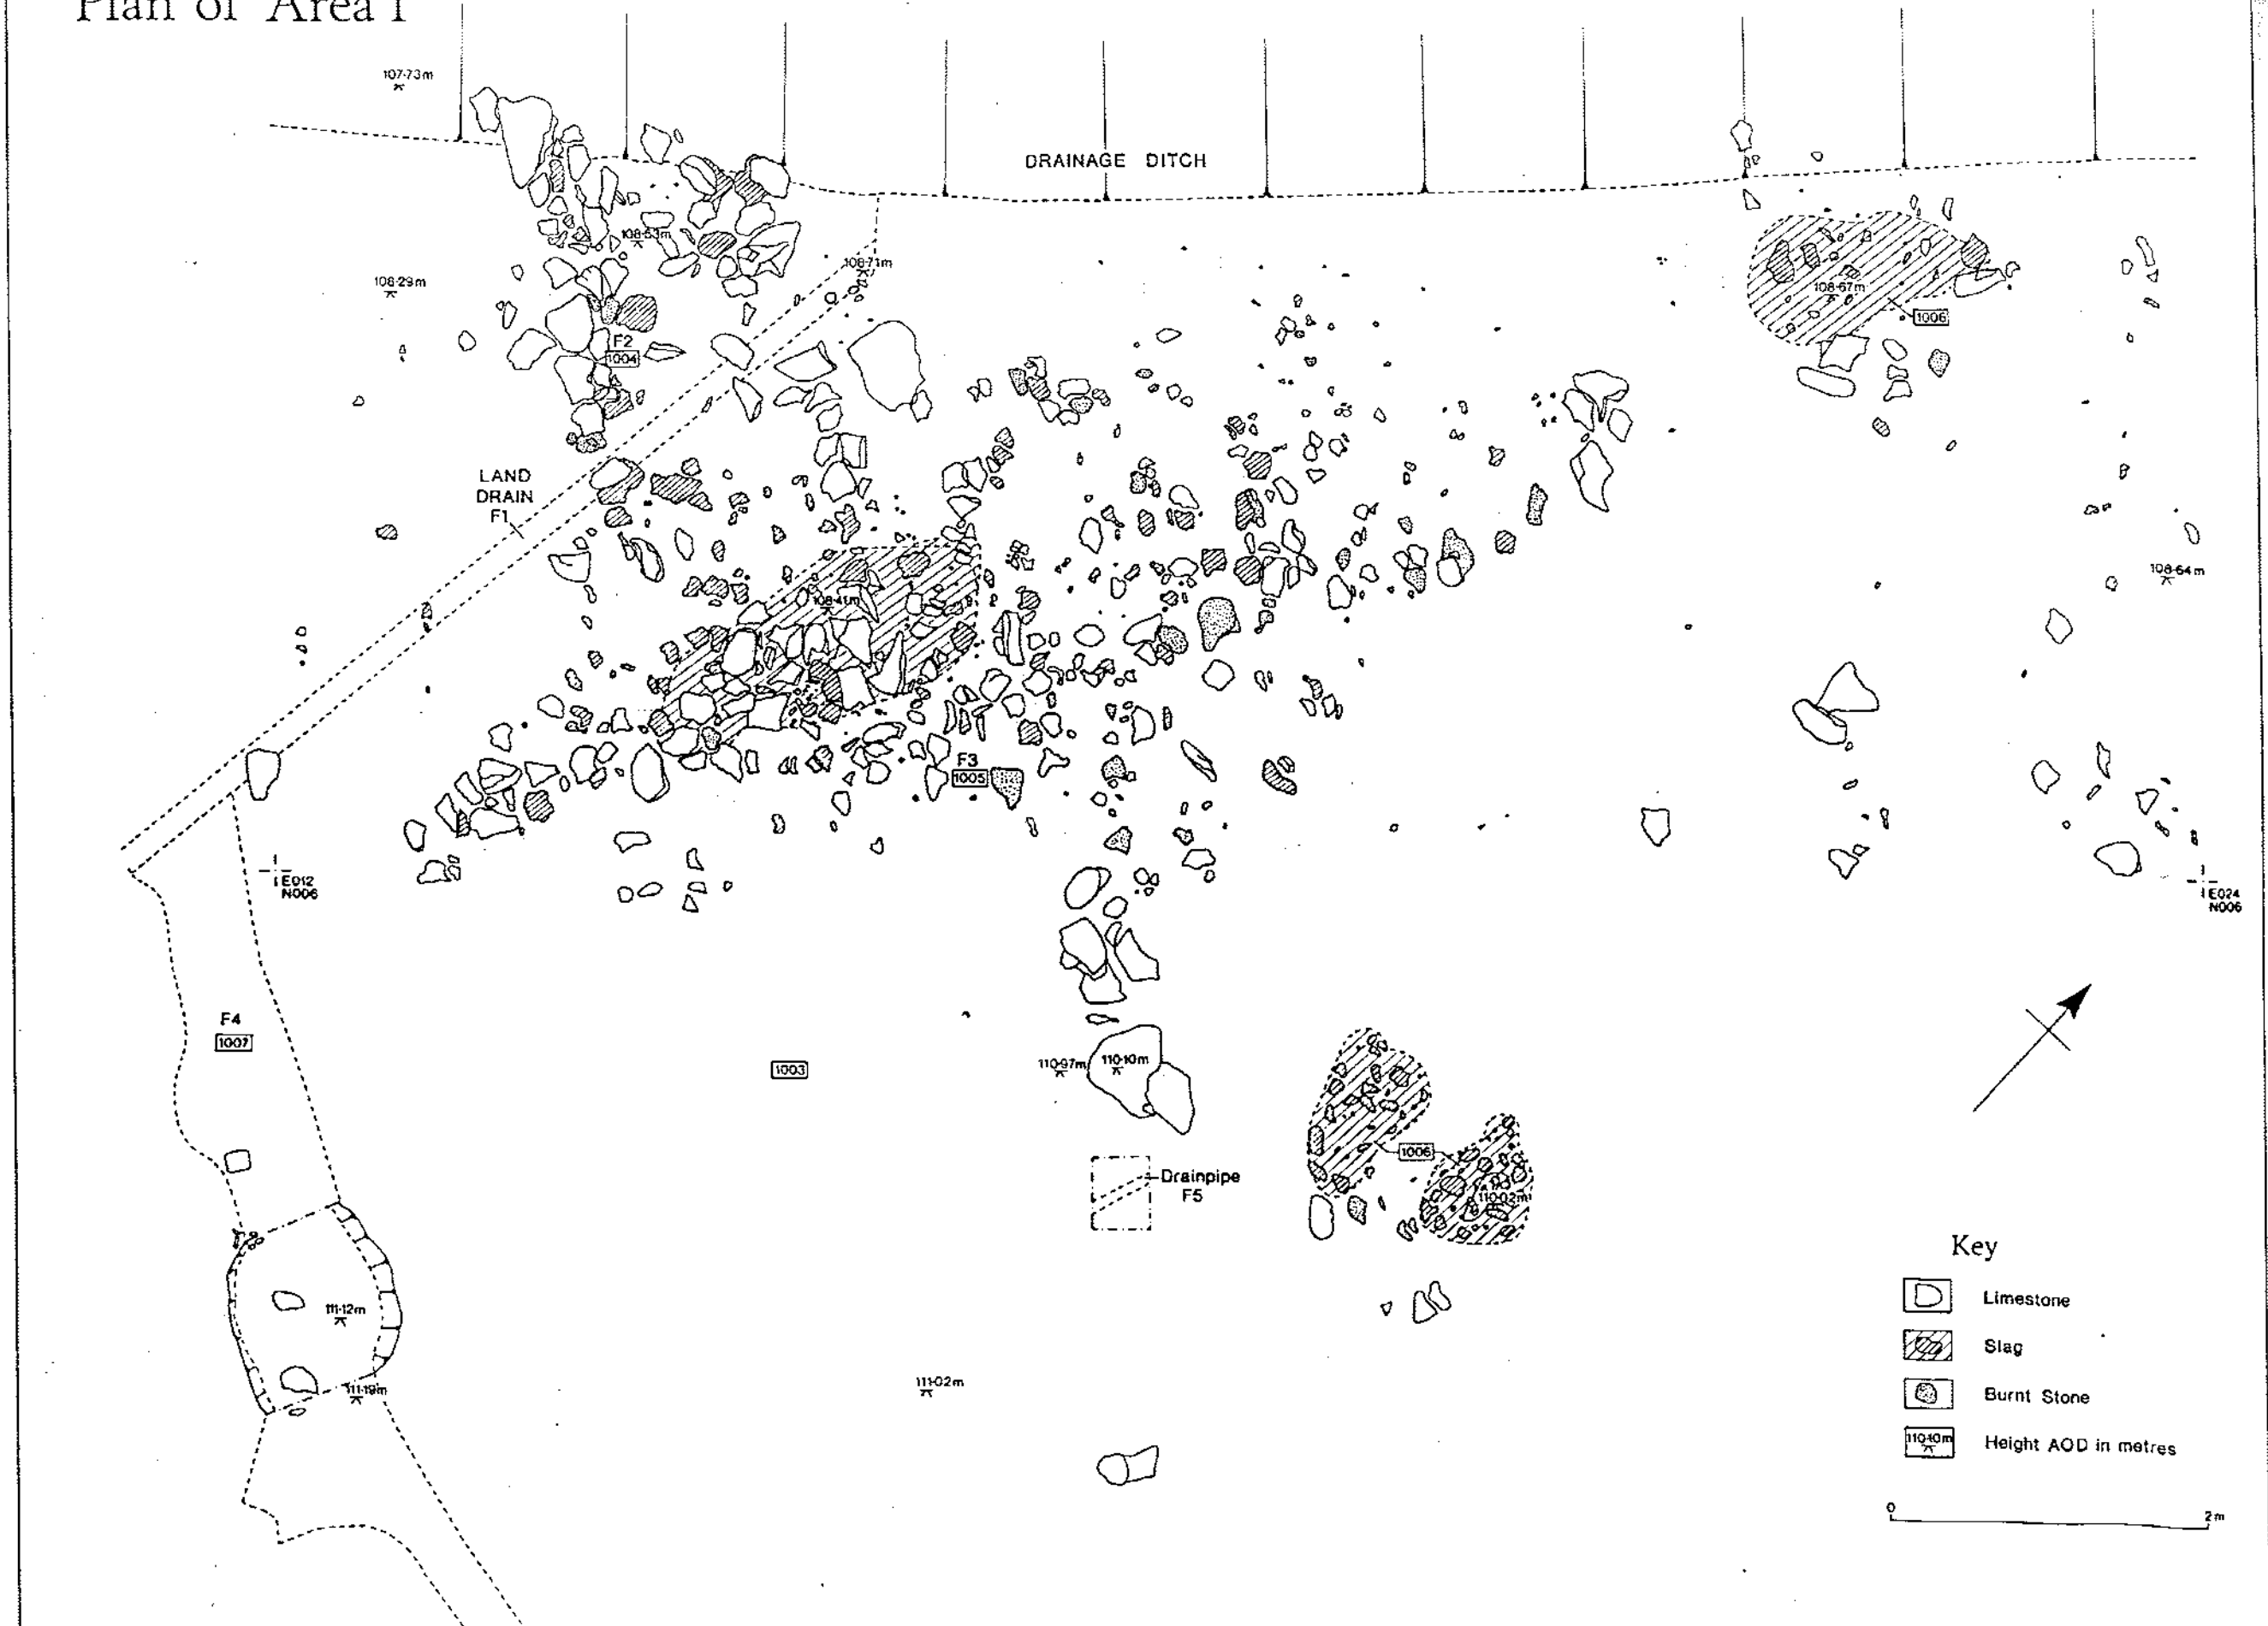 Plan of Area I
107·73m
DRAINAGE DITCH
108·53m
108·71m
108·29m
108·67m
1006
F2
1004
LAND
DRAIN
F1
108·64m
108·41m
F3
1005
E012
N006
E024
N006
F4
1007
1003
110·97m
110·10m
1006
Drainpipe
F5
110·02m
111·12m
111·19m
111·02m
Key
Limestone
Slag
Burnt Stone
110·10m
Height AOD in metres
0
2m